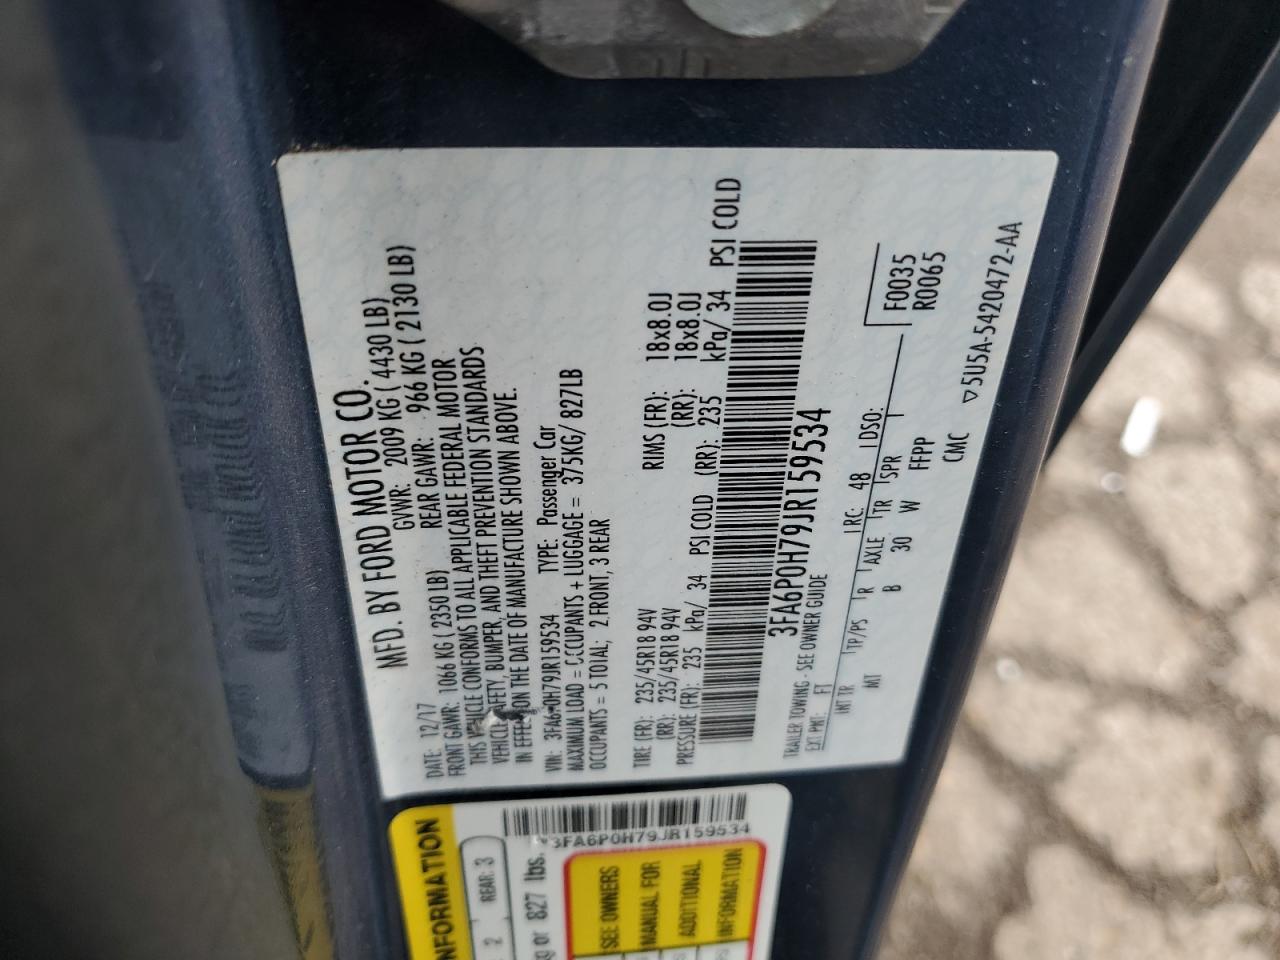 MFD. BY FORD MOTOR CO.
DATE: 12/17 GVWR: 2009 KG ( 4430 LB)
FRONT GAWR: 1066 KG ( 2350 LB) REAR GAWR: 966 KG ( 2130 LB)
THIS VEHICLE CONFORMS TO ALL APPLICABLE FEDERAL MOTOR
VEHICLE SAFETY, BUMPER, AND THEFT PREVENTION STANDARDS
IN EFFECT ON THE DATE OF MANUFACTURE SHOWN ABOVE.
VIN: 3FA6P0H79JR159534 TYPE: Passenger Car
MAXIMUM LOAD = OCCUPANTS + LUGGAGE = 375KG/ 827LB
OCCUPANTS = 5 TOTAL; 2 FRONT, 3 REAR
TIRE (FR): 235/45R18 94V RIMS (FR): 18x8.0J
(RR): 235/45R18 94V (RR): 18x8.0J
PRESSURE (FR): 235 kPa/ 34 PSI COLD (RR): 235 kPa/ 34 PSI COLD
3FA6P0H79JR159534
TRAILER TOWING - SEE OWNER GUIDE
EXT PNT: FT RC: 48 DSO:
INT TR TP/PS R AXLE TR SPR
MT B 30 W FFPP
CMC
F0035
R0065
▽5U5A-5420472-AA
3FA6P0H79JR159534
NFORMATION
2 REAR: 3
kg or 827 lbs.
SEE OWNERS
MANUAL FOR
ADDITIONAL
INFORMATION